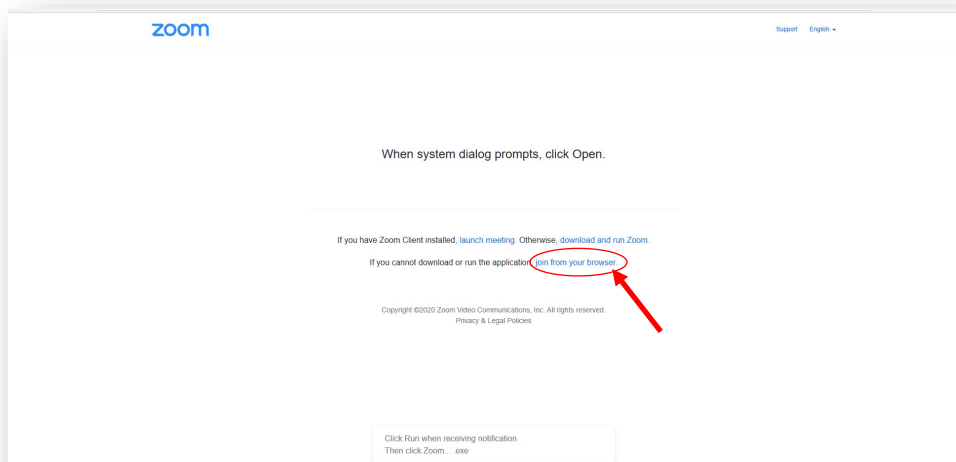 zoom
Support English
When system dialog prompts, click Open.
If you have Zoom Client installed, launch meeting. Otherwise, download and run Zoom.
If you cannot download or run the application, join from your browser.
Copyright ©2020 Zoom Video Communications, Inc. All rights reserved.
Privacy & Legal Policies
Click Run when receiving notification
Then click Zoom... .exe